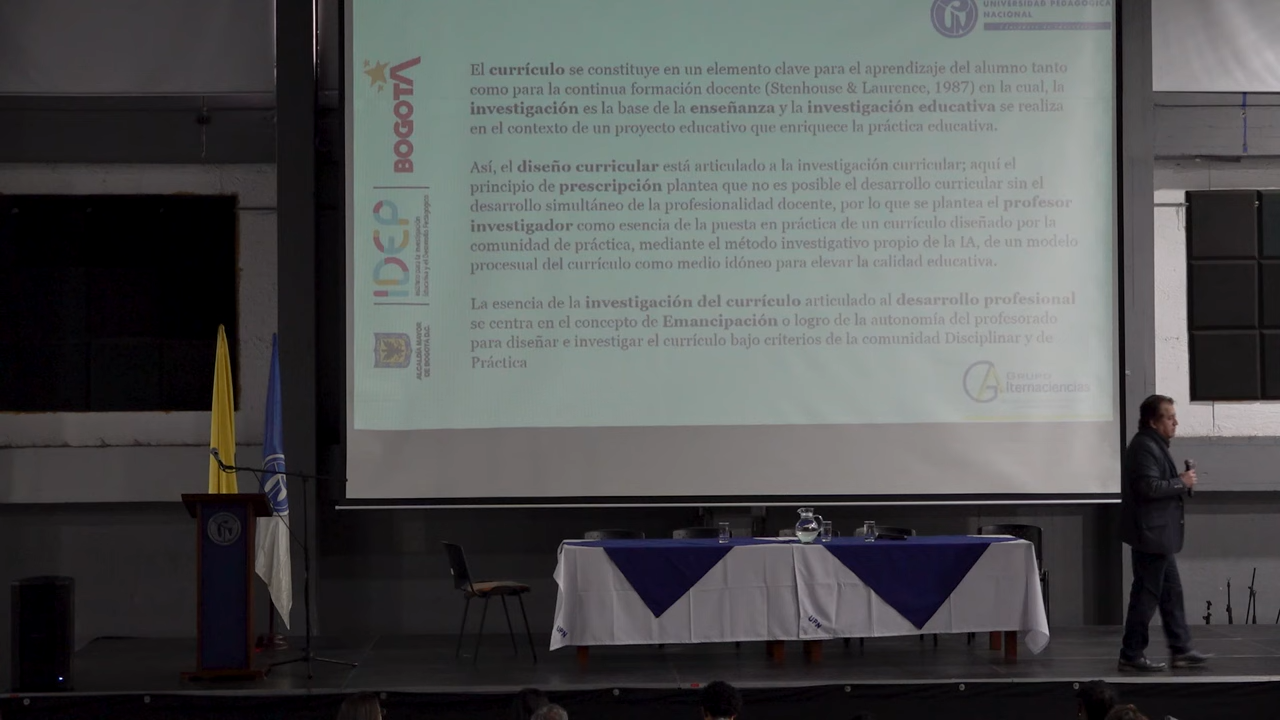 UNIVERSIDAD PEDAGÓGICA
NACIONAL
El currículo se constituye en un elemento clave para el aprendizaje del alumno tanto
como para la continua formación docente (Stenhouse & Laurence, 1987) en la cual, la
investigación es la base de la enseñanza y la investigación educativa se realiza
en el contexto de un proyecto educativo que enriquece la práctica educativa.
Así, el diseño curricular está articulado a la investigación curricular; aquí el
principio de prescripción plantea que no es posible el desarrollo curricular sin el
desarrollo simultáneo de la profesionalidad docente, por lo que se plantea el profesor
investigador como esencia de la puesta en práctica de un currículo diseñado por la
comunidad de práctica, mediante el método investigativo propio de la IA, de un modelo
procesual del currículo como medio idóneo para elevar la calidad educativa.
La esencia de la investigación del currículo articulado al desarrollo profesional
se centra en el concepto de Emancipación o logro de la autonomía del profesorado
para diseñar e investigar el currículo bajo criterios de la comunidad Disciplinar y de
Práctica
BOGOTÁ
IDEP
ALCALDÍA MAYOR
DE BOGOTÁ D.C.
GRUPO
Alternaciencias
UPN
UPN